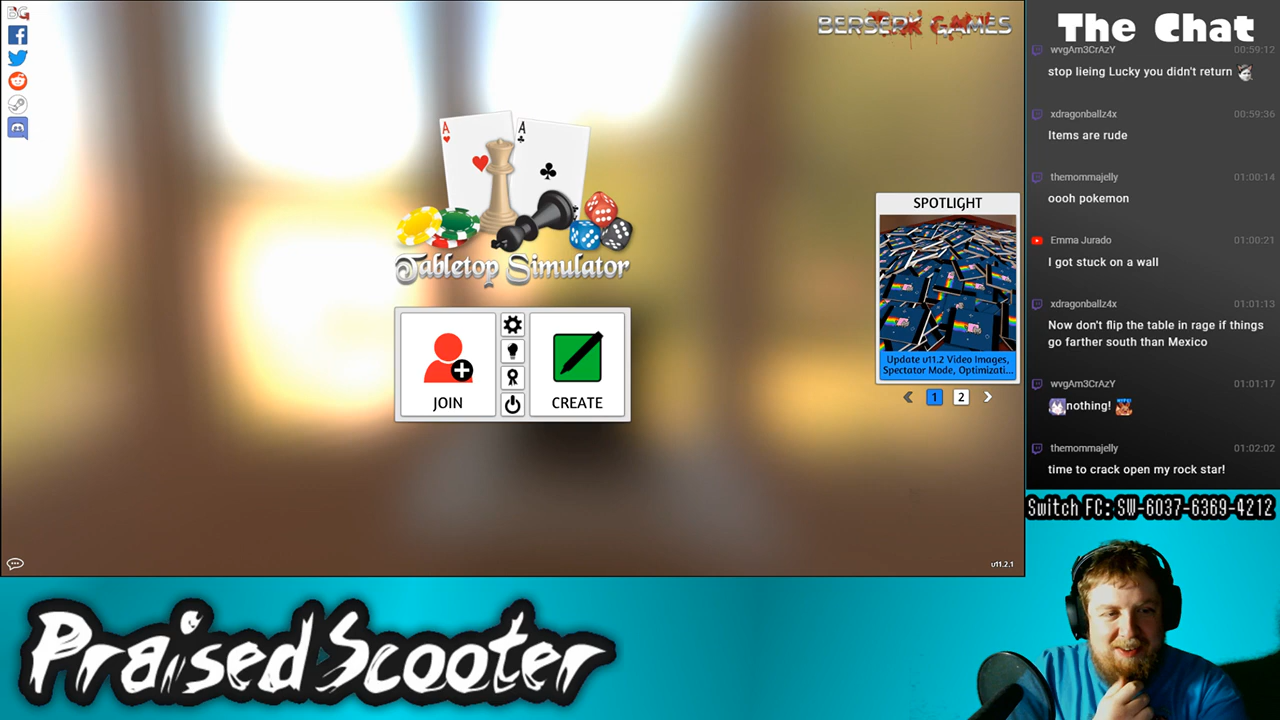 BG
BERSERK GAMES
A
A
Tabletop Simulator
JOIN
CREATE
SPOTLIGHT
Update v11.2 Video Images,
Spectator Mode, Optimizati...
1
2
v11.2.1
The Chat
wvgAm3CrAzY 00:59:12
stop lieing Lucky you didn't return
xdragonballz4x 00:59:36
Items are rude
themommajelly 01:00:14
oooh pokemon
Emma Jurado 01:00:21
I got stuck on a wall
xdragonballz4x 01:01:13
Now don't flip the table in rage if things
go farther south than Mexico
wvgAm3CrAzY 01:01:17
nothing!
themommajelly 01:02:02
time to crack open my rock star!
Switch FC: SW-6037-6369-4212
PraisedScooter